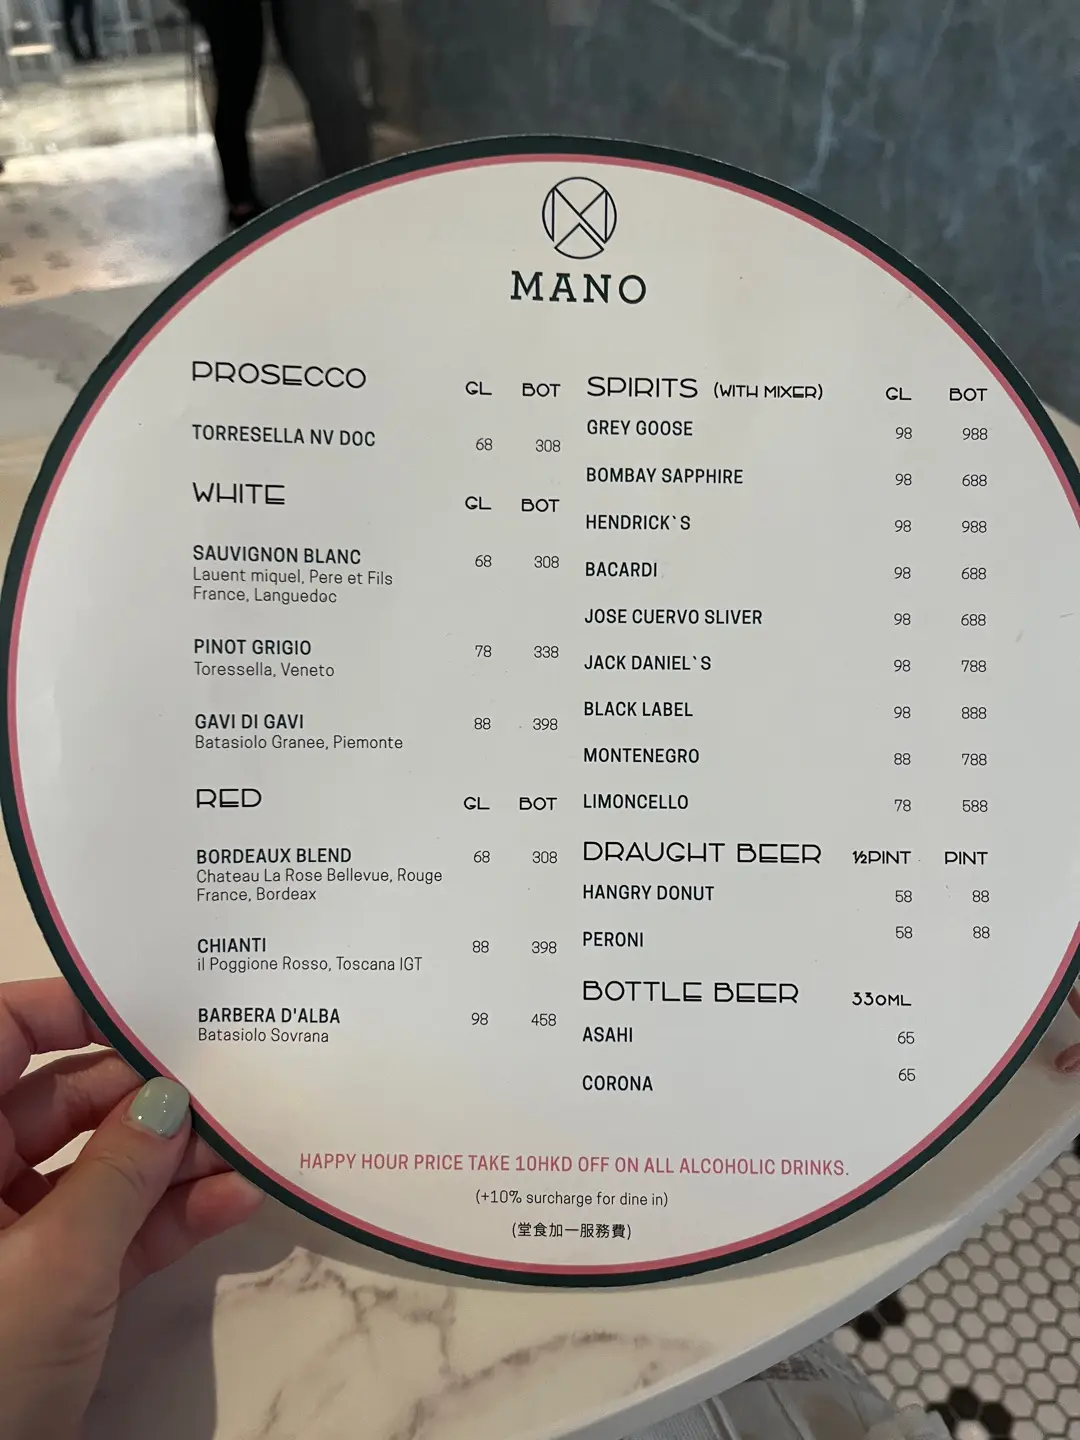 MANO
PROSECCO GL BOT
TORRESELLA NV DOC 68 308
WHITE GL BOT
SAUVIGNON BLANC 68 308
Lauent miquel, Pere et Fils
France, Languedoc
PINOT GRIGIO 78 338
Toressella, Veneto
GAVI DI GAVI 88 398
Batasiolo Granee, Piemonte
RED GL BOT
BORDEAUX BLEND 68 308
Chateau La Rose Bellevue, Rouge
France, Bordeax
CHIANTI 88 398
il Poggione Rosso, Toscana IGT
BARBERA D'ALBA 98 458
Batasiolo Sovrana
SPIRITS (WITH MIXER) GL BOT
GREY GOOSE 98 988
BOMBAY SAPPHIRE 98 688
HENDRICK`S 98 988
BACARDI 98 688
JOSE CUERVO SLIVER 98 688
JACK DANIEL`S 98 788
BLACK LABEL 98 888
MONTENEGRO 88 788
LIMONCELLO 78 588
DRAUGHT BEER ½PINT PINT
HANGRY DONUT 58 88
PERONI 58 88
BOTTLE BEER 330ML
ASAHI 65
CORONA 65
HAPPY HOUR PRICE TAKE 10HKD OFF ON ALL ALCOHOLIC DRINKS.
(+10% surcharge for dine in)
(堂食加一服務費)